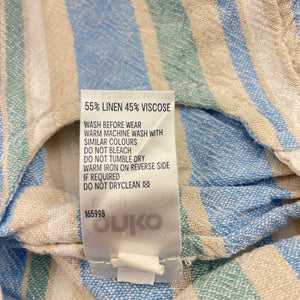 55% LINEN 45% VISCOSE
WASH BEFORE WEAR
WARM MACHINE WASH WITH
SIMILAR COLOURS
DO NOT BLEACH
DO NOT TUMBLE DRY
WARM IRON ON REVERSE SIDE
IF REQUIRED
DO NOT DRYCLEAN
165998